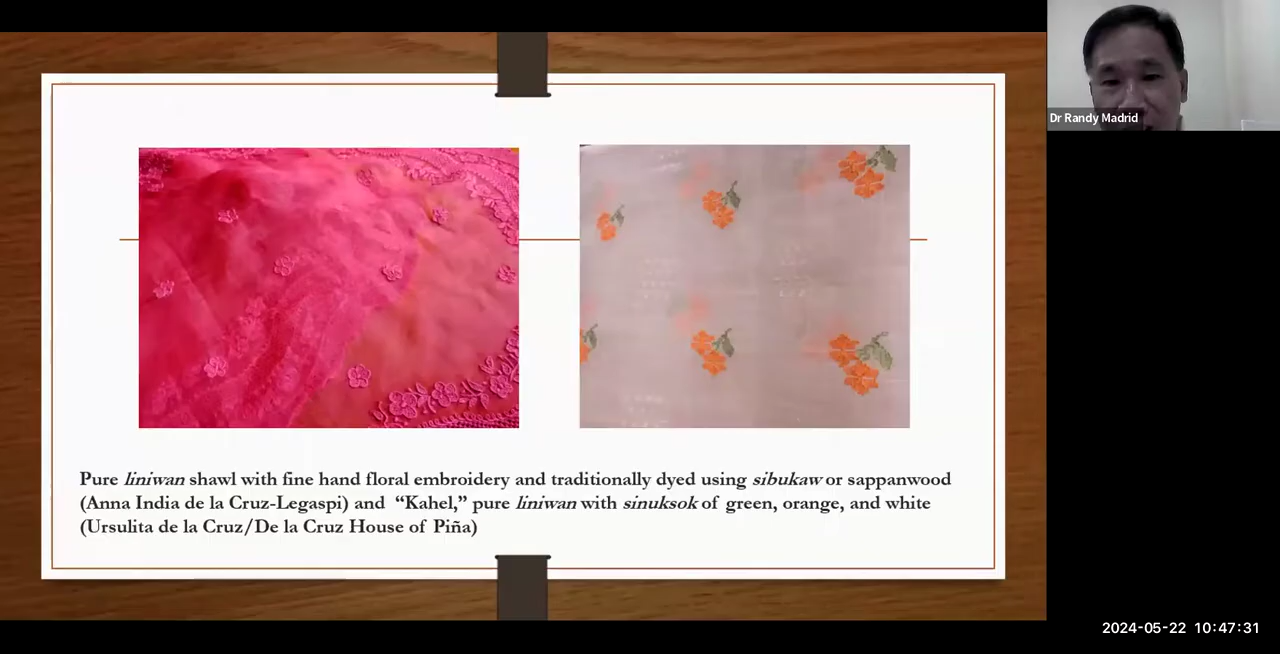 Dr Randy Madrid
Pure liniwan shawl with fine hand floral embroidery and traditionally dyed using sibukaw or sappanwood
(Anna India de la Cruz-Legaspi) and “Kahel,” pure liniwan with sinuksok of green, orange, and white
(Ursulita de la Cruz/De la Cruz House of Piña)
2024-05-22 10:47:31